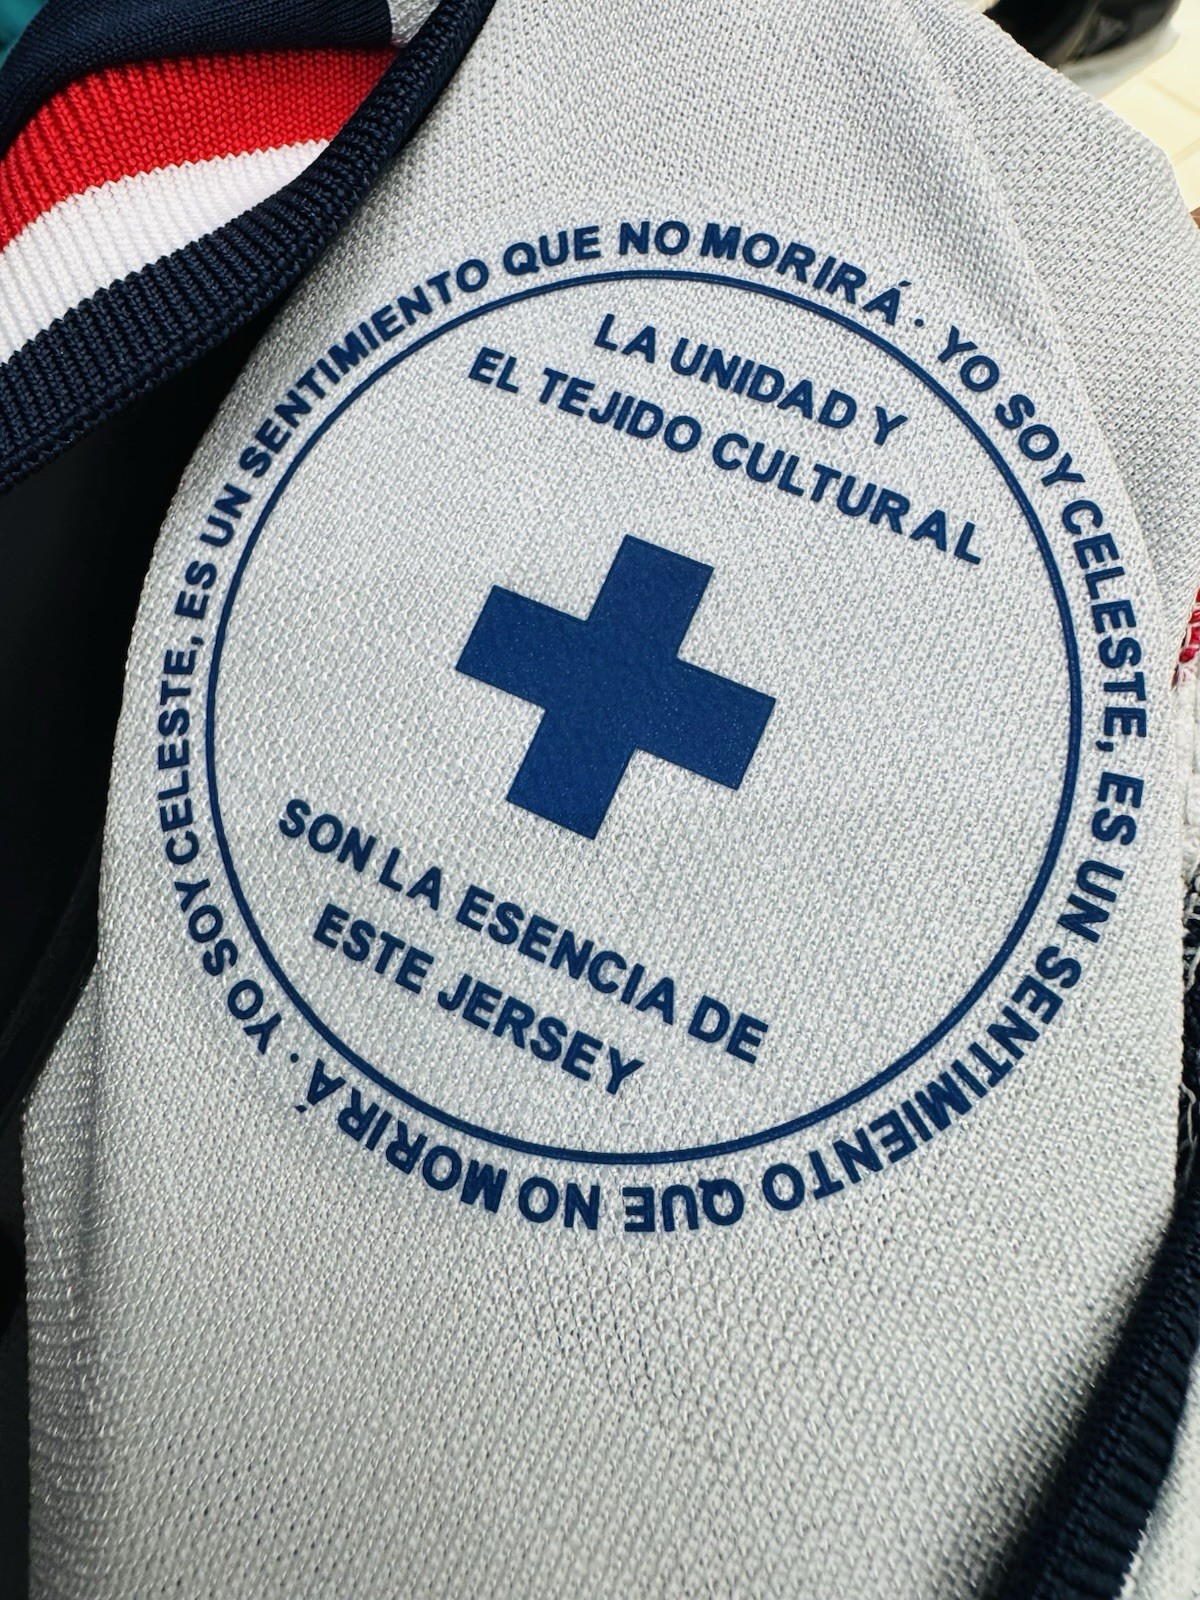 YO SOY CELESTE, ES UN SENTIMIENTO QUE NO MORIRÁ · YO SOY CELESTE, ES UN SENTIMIENTO QUE NO MORIRÁ ·
LA UNIDAD Y
EL TEJIDO CULTURAL
SON LA ESENCIA DE
ESTE JERSEY